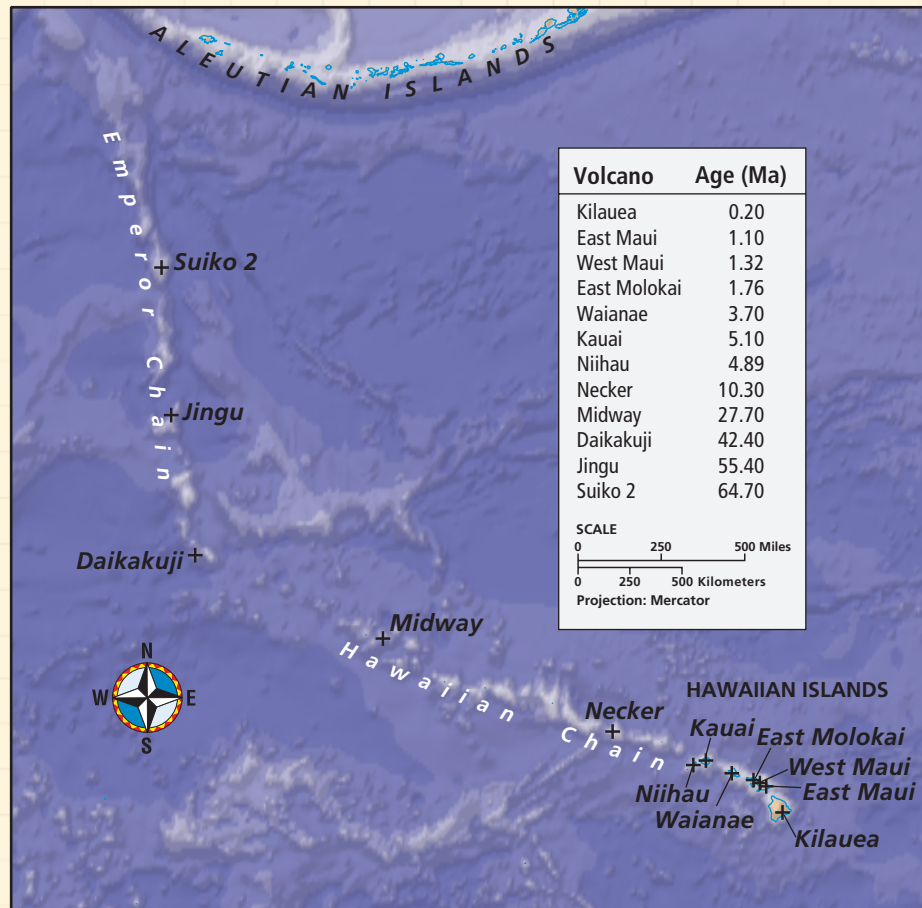 ALEUTIAN ISLANDS
Emperor Chain
Suiko 2
Jingu
Daikakuji
Midway
Hawaiian Chain
Necker
HAWAIIAN ISLANDS
Kauai
East Molokai
West Maui
East Maui
Niihau
Waianae
Kilauea
N
W E
S
Volcano Age (Ma)
Kilauea 0.20
East Maui 1.10
West Maui 1.32
East Molokai 1.76
Waianae 3.70
Kauai 5.10
Niihau 4.89
Necker 10.30
Midway 27.70
Daikakuji 42.40
Jingu 55.40
Suiko 2 64.70
SCALE
0 250 500 Miles
0 250 500 Kilometers
Projection: Mercator